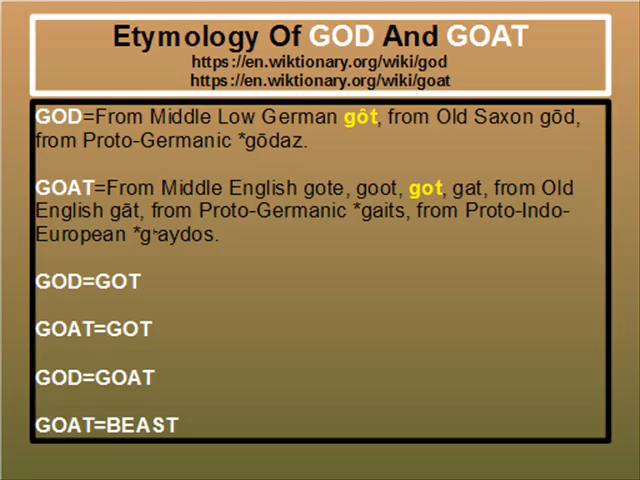 Etymology Of GOD And GOAT
https://en.wiktionary.org/wiki/god
https://en.wiktionary.org/wiki/goat
GOD=From Middle Low German gôt, from Old Saxon gōd,
from Proto-Germanic *gōdaz.
GOAT=From Middle English gote, goot, got, gat, from Old
English gāt, from Proto-Germanic *gaits, from Proto-Indo-
European *gʰaydos.
GOD=GOT
GOAT=GOT
GOD=GOAT
GOAT=BEAST